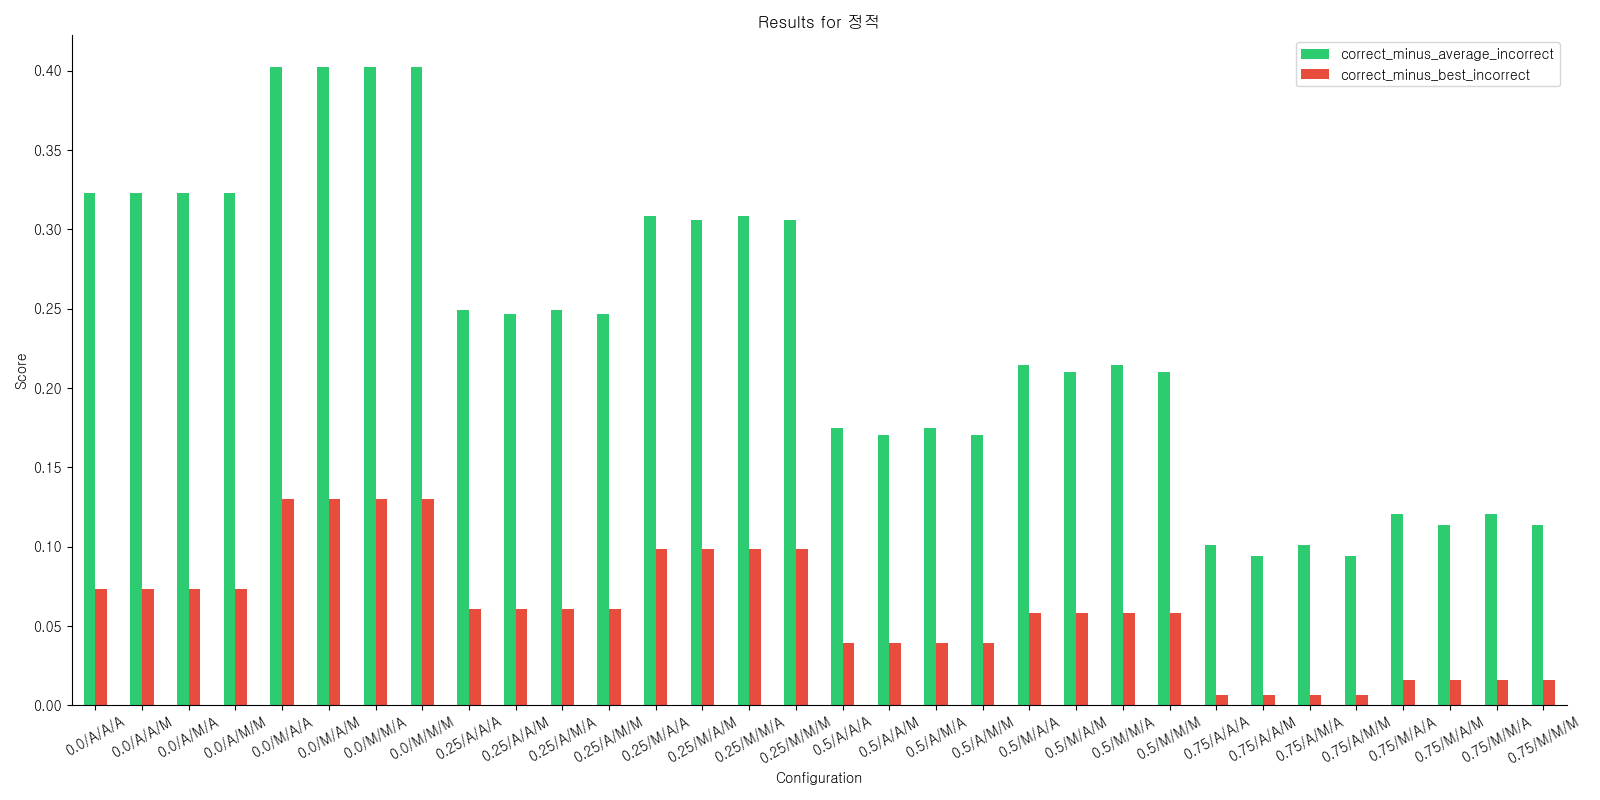 Results for 정적
correct_minus_average_incorrect
correct_minus_best_incorrect
0.40
0.35
0.30
0.25
0.20
0.15
0.10
0.05
0.00
Score
0.0/A/A/A
0.0/A/A/M
0.0/A/M/A
0.0/A/M/M
0.0/M/A/A
0.0/M/A/M
0.0/M/M/A
0.0/M/M/M
0.25/A/A/A
0.25/A/A/M
0.25/A/M/A
0.25/A/M/M
0.25/M/A/A
0.25/M/A/M
0.25/M/M/A
0.25/M/M/M
0.5/A/A/A
0.5/A/A/M
0.5/A/M/A
0.5/A/M/M
0.5/M/A/A
0.5/M/A/M
0.5/M/M/A
0.5/M/M/M
0.75/A/A/A
0.75/A/A/M
0.75/A/M/A
0.75/A/M/M
0.75/M/A/A
0.75/M/A/M
0.75/M/M/A
0.75/M/M/M
Configuration